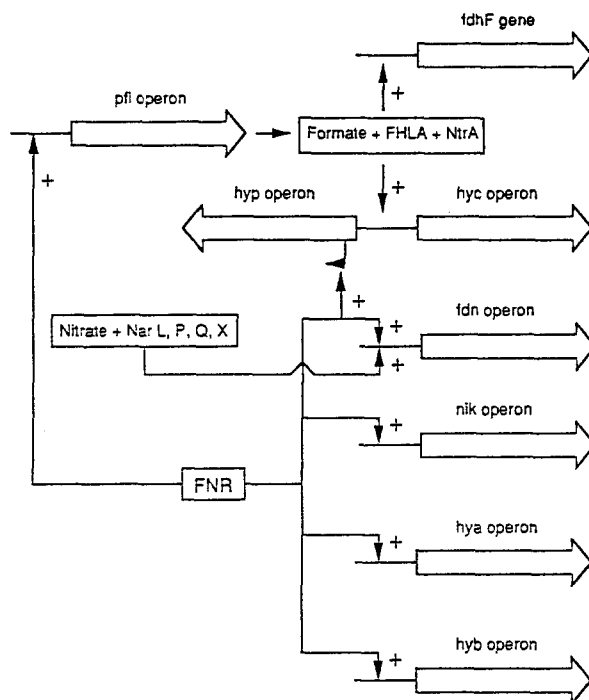 fdhF gene
pfl operon
+
Formate + FHLA + NtrA
+
+
hyp operon
hyc operon
+
Nitrate + Nar L, P, Q, X
+
fdn operon
+
nik operon
+
FNR
hya operon
+
hyb operon
+